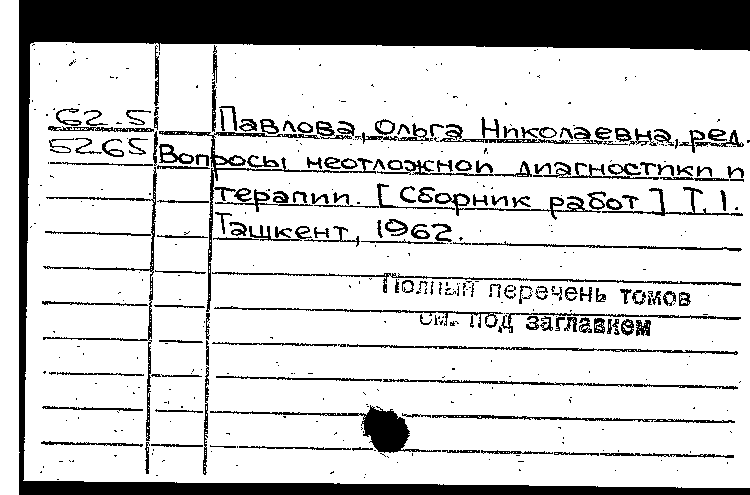 62-5 Павлова, Ольга Николаевна, ред.
5265 Вопросы неотложной диагностики и
терапии. [Сборник работ] Т.1.
Ташкент, 1962.
Полный перечень томов
см. под заглавием